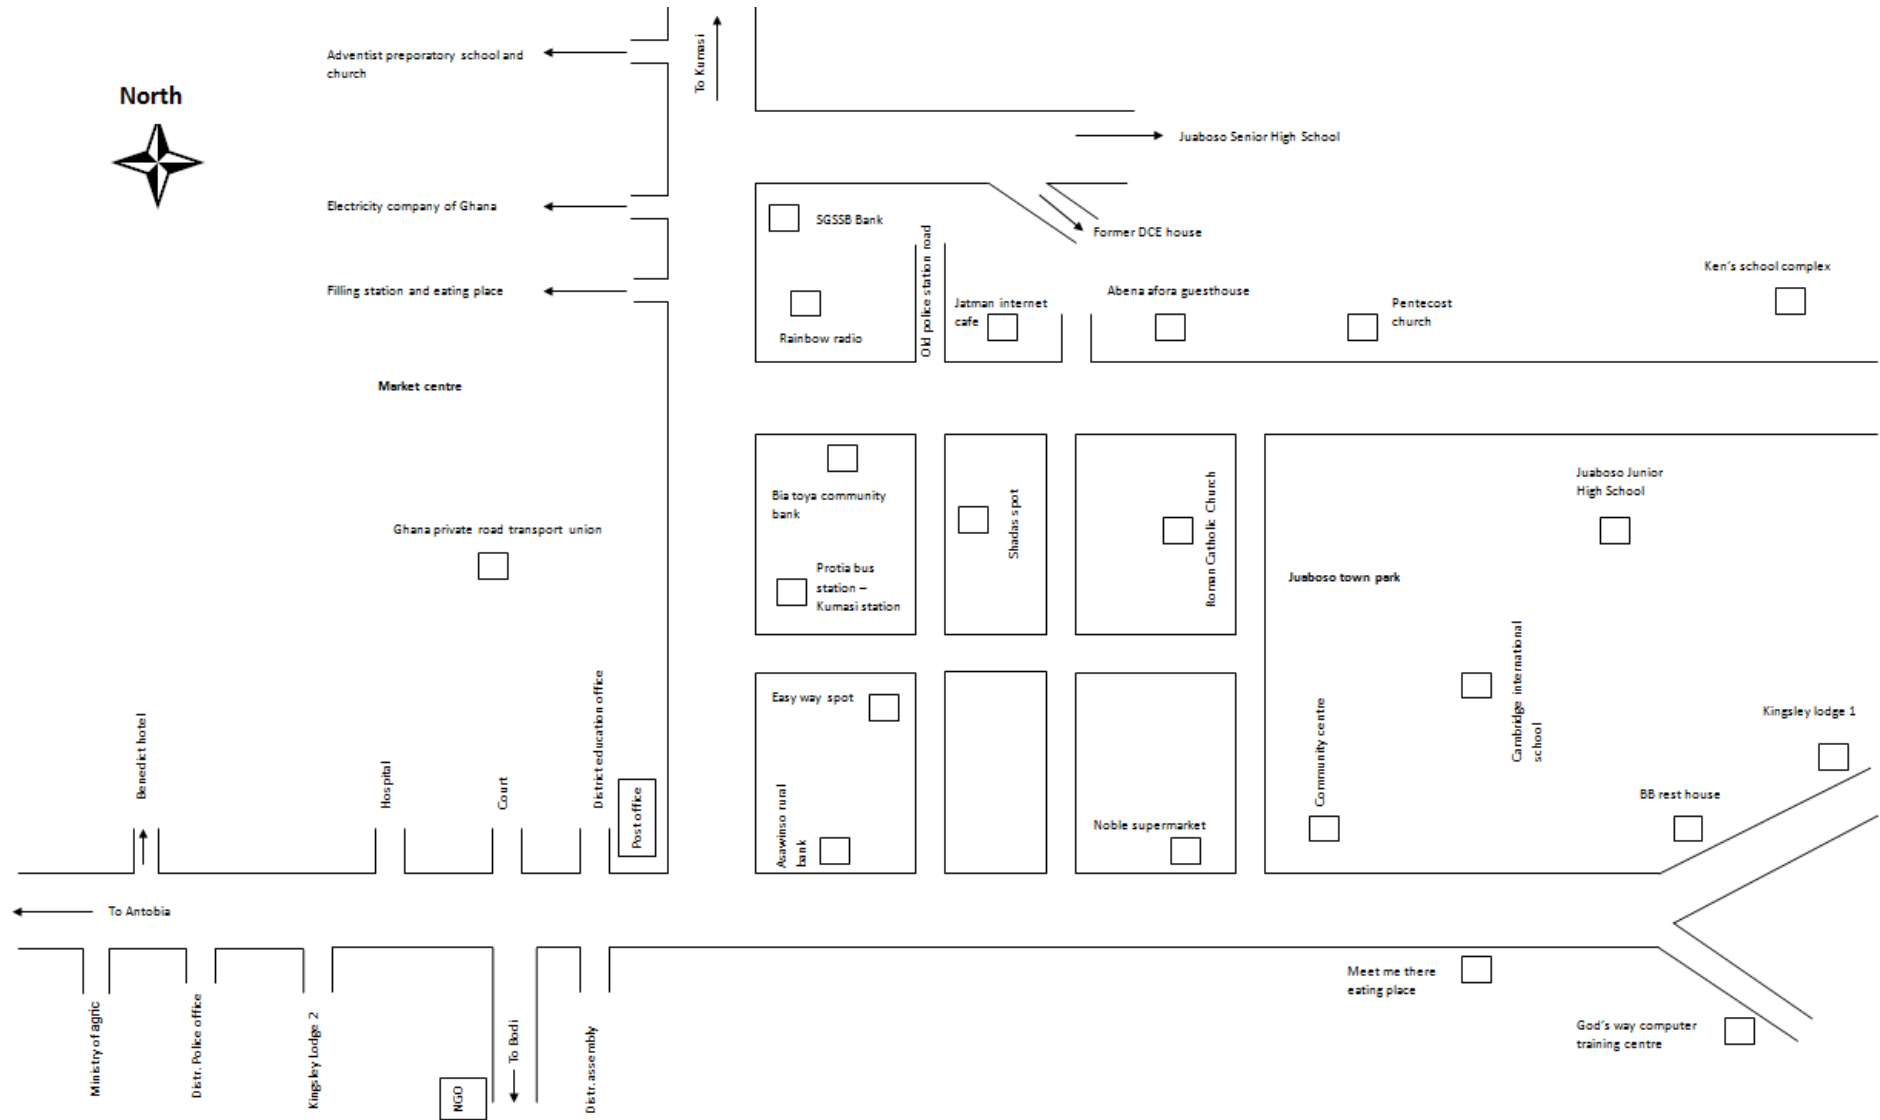 North
Adventist preporatory school and
church
To Kumasi
Juaboso Senior High School
Electricity company of Ghana
SGSSB Bank
Old police station road
Former DCE house
Filling station and eating place
Rainbow radio
Jatman internet
cafe
Abena afora guesthouse
Pentecost
church
Ken's school complex
Market centre
Bia toya community
bank
Shadas spot
Roman Catholic Church
Juaboso Junior
High School
Ghana private road transport union
Protia bus
station –
Kumasi station
Juaboso town park
Cambridge international
school
Kingsley lodge 1
Easy way spot
Community centre
BB rest house
Benedict hotel
Hospital
Court
District education office
Post office
Asawinso rural
bank
Noble supermarket
To Antobia
Meet me there
eating place
God's way computer
training centre
Ministry of agric
Distr. Police office
Kingsley Lodge 2
NGO
To Bodi
Distr. assembly